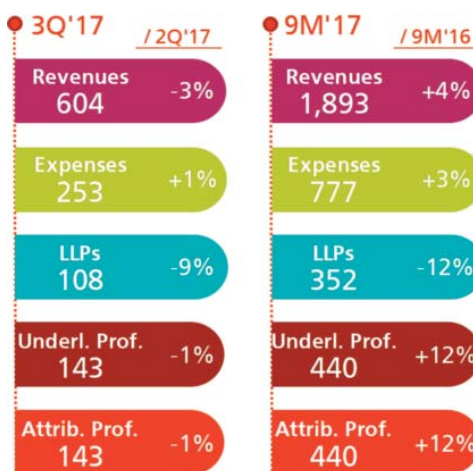 3Q'17
/ 2Q'17
Revenues
604
-3%
Expenses
253
+1%
LLPs
108
-9%
Underl. Prof.
143
-1%
Attrib. Prof.
143
-1%
9M'17
/ 9M'16
Revenues
1,893
+4%
Expenses
777
+3%
LLPs
352
-12%
Underl. Prof.
440
+12%
Attrib. Prof.
440
+12%